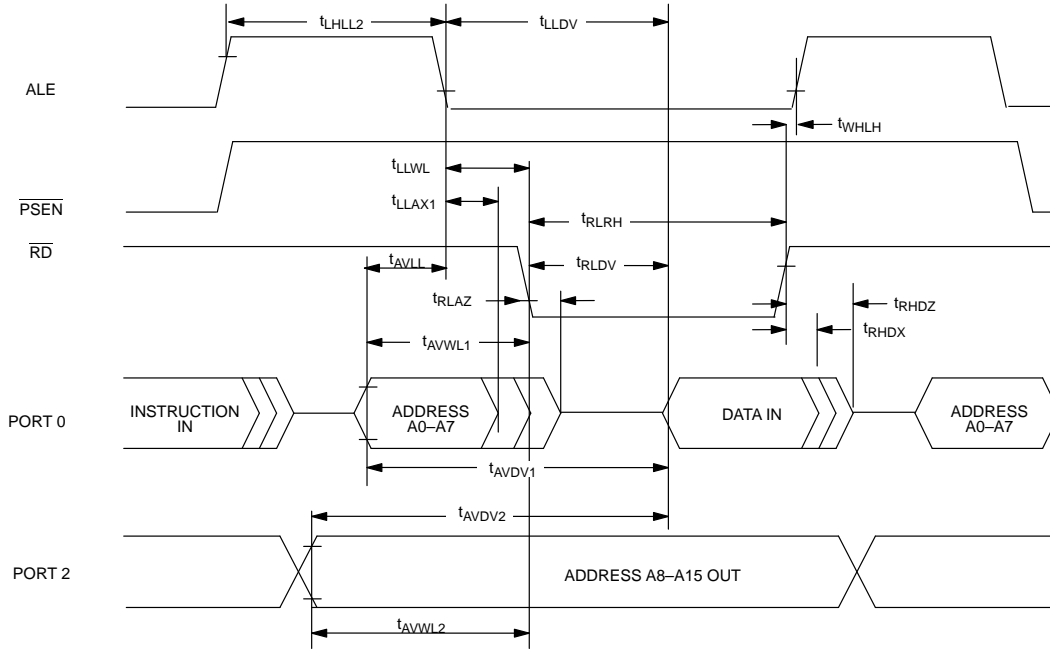 tLHLL2
tLLDV
ALE
tWHLH
tLLWL
PSEN
tLLAX1
tRLRH
RD
tAVLL
tRLDV
tRLAZ
tRHDZ
tRHDX
tAVWL1
PORT 0
INSTRUCTION
IN
ADDRESS
A0–A7
DATA IN
ADDRESS
A0–A7
tAVDV1
tAVDV2
PORT 2
ADDRESS A8–A15 OUT
tAVWL2